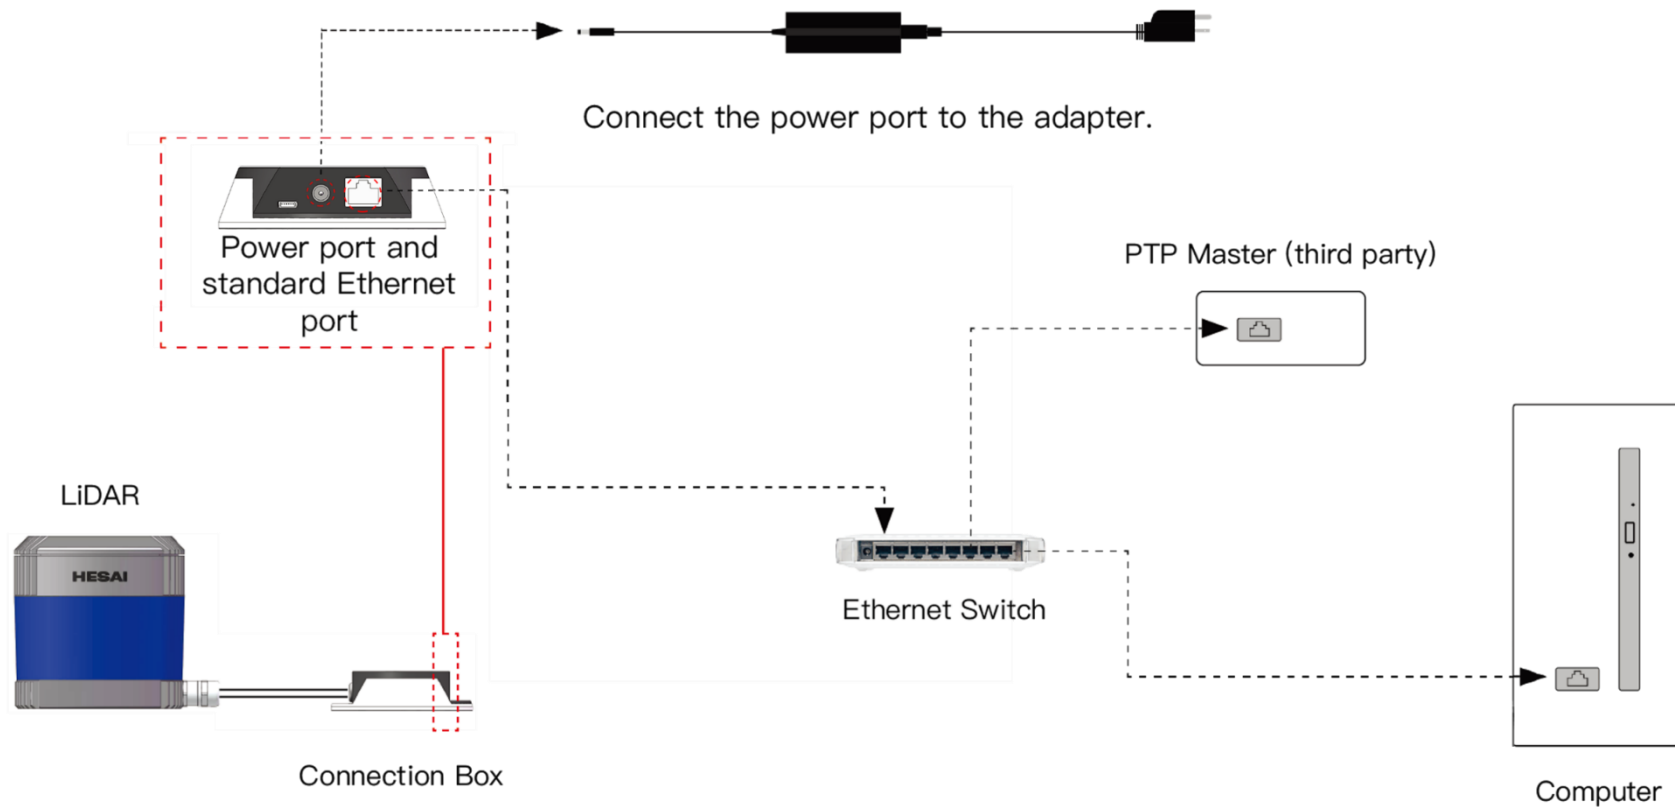 Connect the power port to the adapter.
Power port and
standard Ethernet
port
PTP Master (third party)
LiDAR
HESAI
Ethernet Switch
Connection Box
Computer